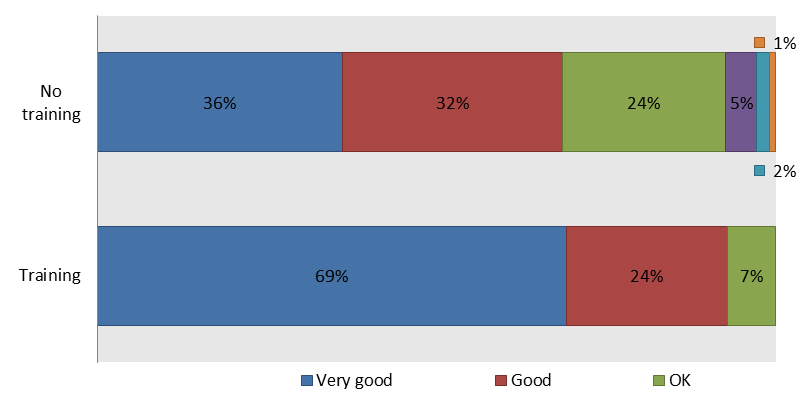 1%
No
training
36%
32%
24%
5%
2%
Training
69%
24%
7%
Very good
Good
OK